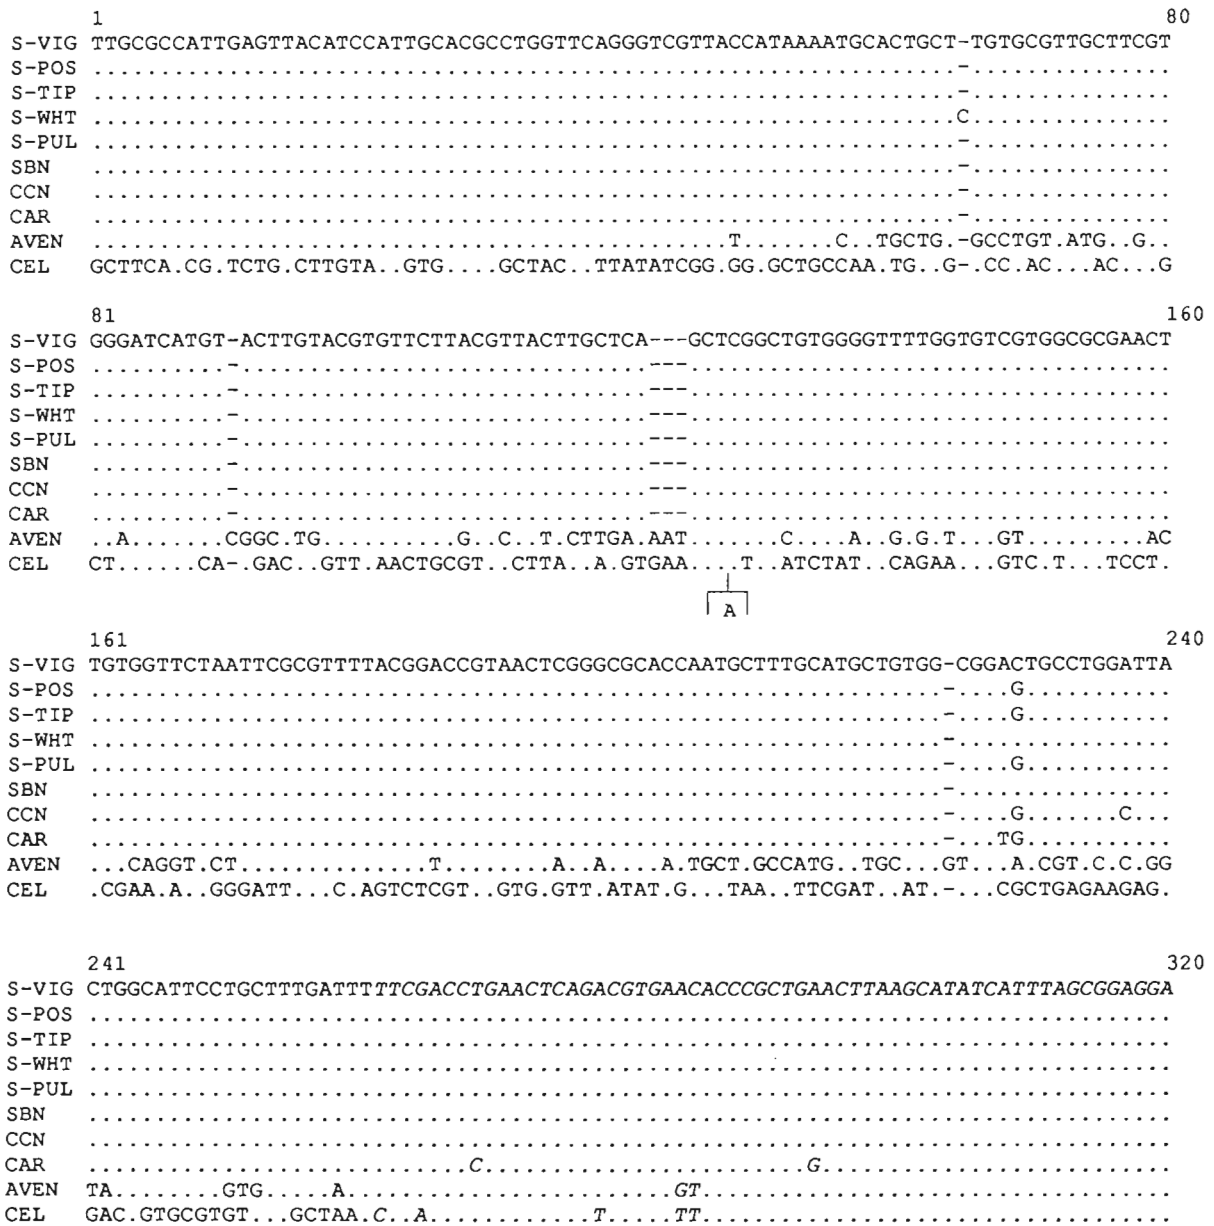 1 80
S-VIG TTGCGCCATTGAGTTACATCCATTGCACGCCTGGTTCAGGGTCGTTACCATAAAATGCACTGCT-TGTGCGTTGCTTCGT
S-POS ................................................................-...............
S-TIP ................................................................-...............
S-WHT ................................................................C...............
S-PUL ................................................................-...............
SBN ................................................................-...............
CCN ................................................................-...............
CAR ................................................................-...............
AVEN ...............................................T.......C..TGCTG.-GCCTGT.ATG..G..
CEL GCTTCA.CG.TCTG.CTTGTA..GTG....GCTAC..TTATATCGG.GG.GCTGCCAA.TG..G-.CC.AC...AC...G
81 160
S-VIG GGGATCATGT-ACTTGTACGTGTTCTTACGTTACTTGCTCA---GCTCGGCTGTGGGGTTTTGGTGTCGTGGCGCGAACT
S-POS ..........-..............................---....................................
S-TIP ..........-..............................---....................................
S-WHT ..........-..............................---....................................
S-PUL ..........-..............................---....................................
SBN ..........-..............................---....................................
CCN ..........-..............................---....................................
CAR ..........-..............................---....................................
AVEN ..A.......CGGC.TG..........G..C..T.CTTGA.AAT.......C....A..G.G.T...GT.........AC
CEL CT......CA-.GAC..GTT.AACTGCGT..CTTA..A.GTGAA....T..ATCTAT..CAGAA...GTC.T...TCCT.
A
161 240
S-VIG TGTGGTTCTAATTCGCGTTTTACGGACCGTAACTCGGGCGCACCAATGCTTTGCATGCTGTGG-CGGACTGCCTGGATTA
S-POS ...............................................................-....G...........
S-TIP ...............................................................-....G...........
S-WHT ...............................................................-................
S-PUL ...............................................................-....G...........
SBN ...............................................................-................
CCN ...............................................................-....G.......C...
CAR ...............................................................-...TG...........
AVEN ...CAGGT.CT..............T........A..A....A.TGCT.GCCATG..TGC...GT...A.CGT.C.C.GG
CEL .CGAA.A..GGGATT...C.AGTCTCGT..GTG.GTT.ATAT.G...TAA..TTCGAT..AT.-...CGCTGAGAAGAG.
241 320
S-VIG CTGGCATTCCTGCTTTGATTTTTCGACCTGAACTCAGACGTGAACACCCGCTGAACTTAAGCATATCATTTAGCGGAGGA
S-POS ................................................................................
S-TIP ................................................................................
S-WHT ................................................................................
S-PUL ................................................................................
SBN ................................................................................
CCN ................................................................................
CAR ............................C........................G..........................
AVEN TA........GTG.....A........................GT...................................
CEL GAC.GTGCGTGT...GCTAA.C..A............T.....TT...................................